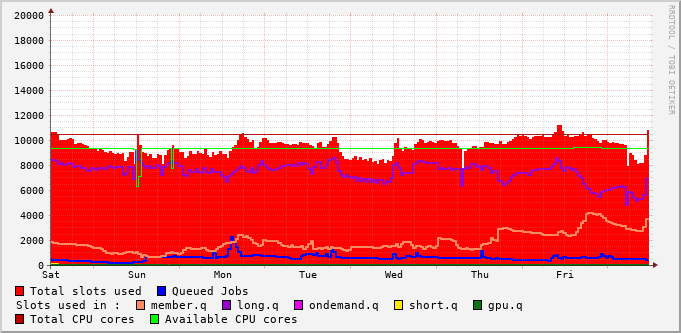 20000
18000
16000
14000
12000
10000
8000
6000
4000
2000
0
Sat Sun Mon Tue Wed Thu Fri
Total slots used Queued Jobs
Slots used in : member.q long.q ondemand.q short.q gpu.q
Total CPU cores Available CPU cores
RRDTOOL / TOBI OETIKER